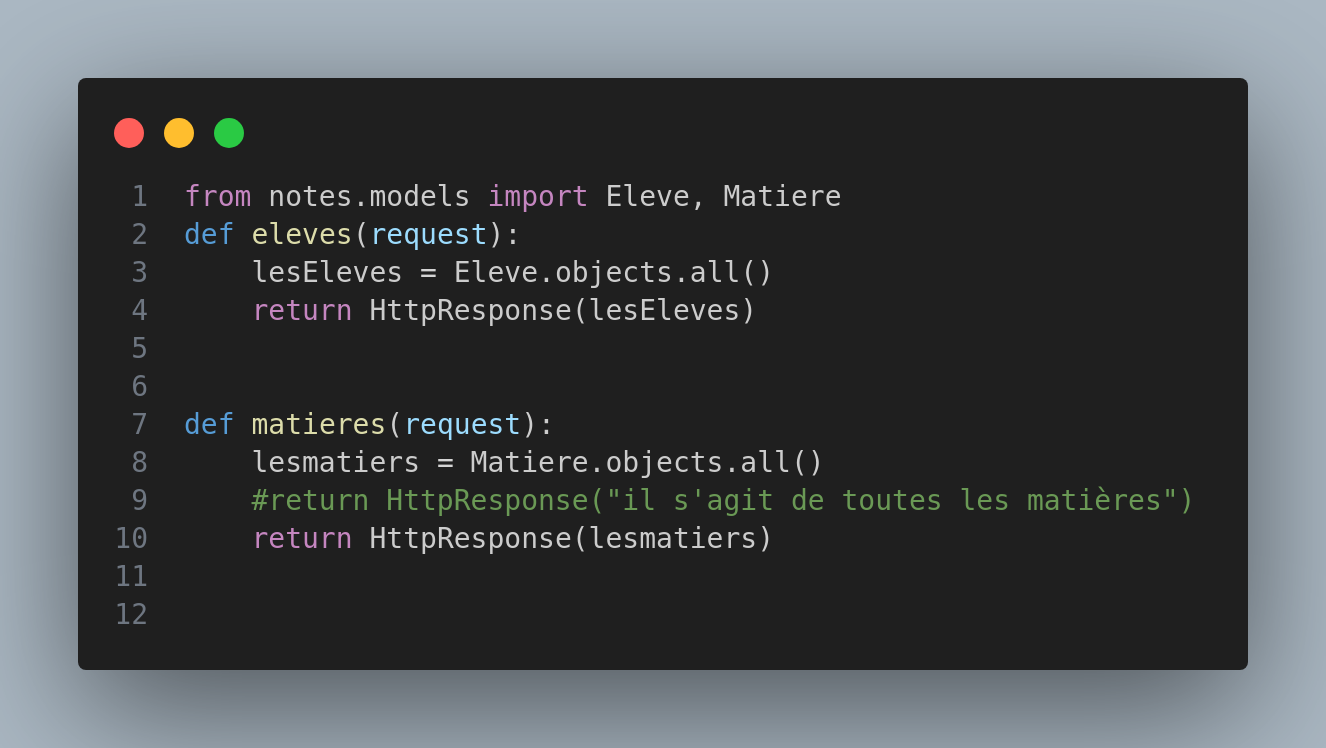 1 from notes.models import Eleve, Matiere
2 def eleves(request):
3     lesEleves = Eleve.objects.all()
4     return HttpResponse(lesEleves)
5
6
7 def matieres(request):
8     lesmatiers = Matiere.objects.all()
9     #return HttpResponse("il s'agit de toutes les matières")
10     return HttpResponse(lesmatiers)
11
12